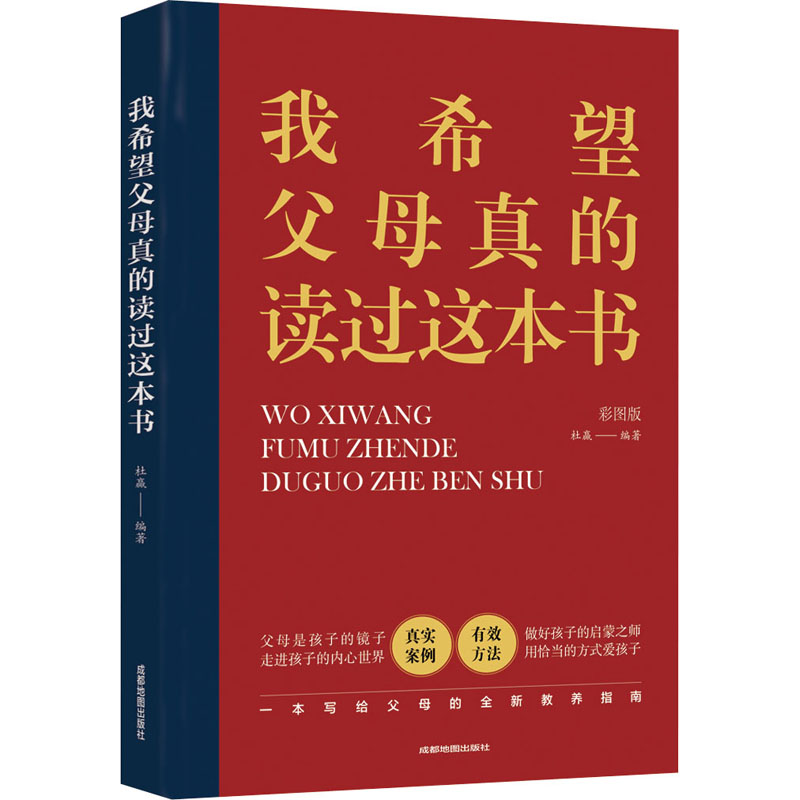 我希望父母真的读过这本书
杜赢——编著
成都地图出版社
我希望
父母真的
读过这本书
WO XIWANG
FUMU ZHENDE
DUGUO ZHE BEN SHU
彩图版
杜赢——编著
父母是孩子的镜子
走进孩子的内心世界
真实
案例
有效
方法
做好孩子的启蒙之师
用恰当的方式爱孩子
一本写给父母的全新教养指南
成都地图出版社